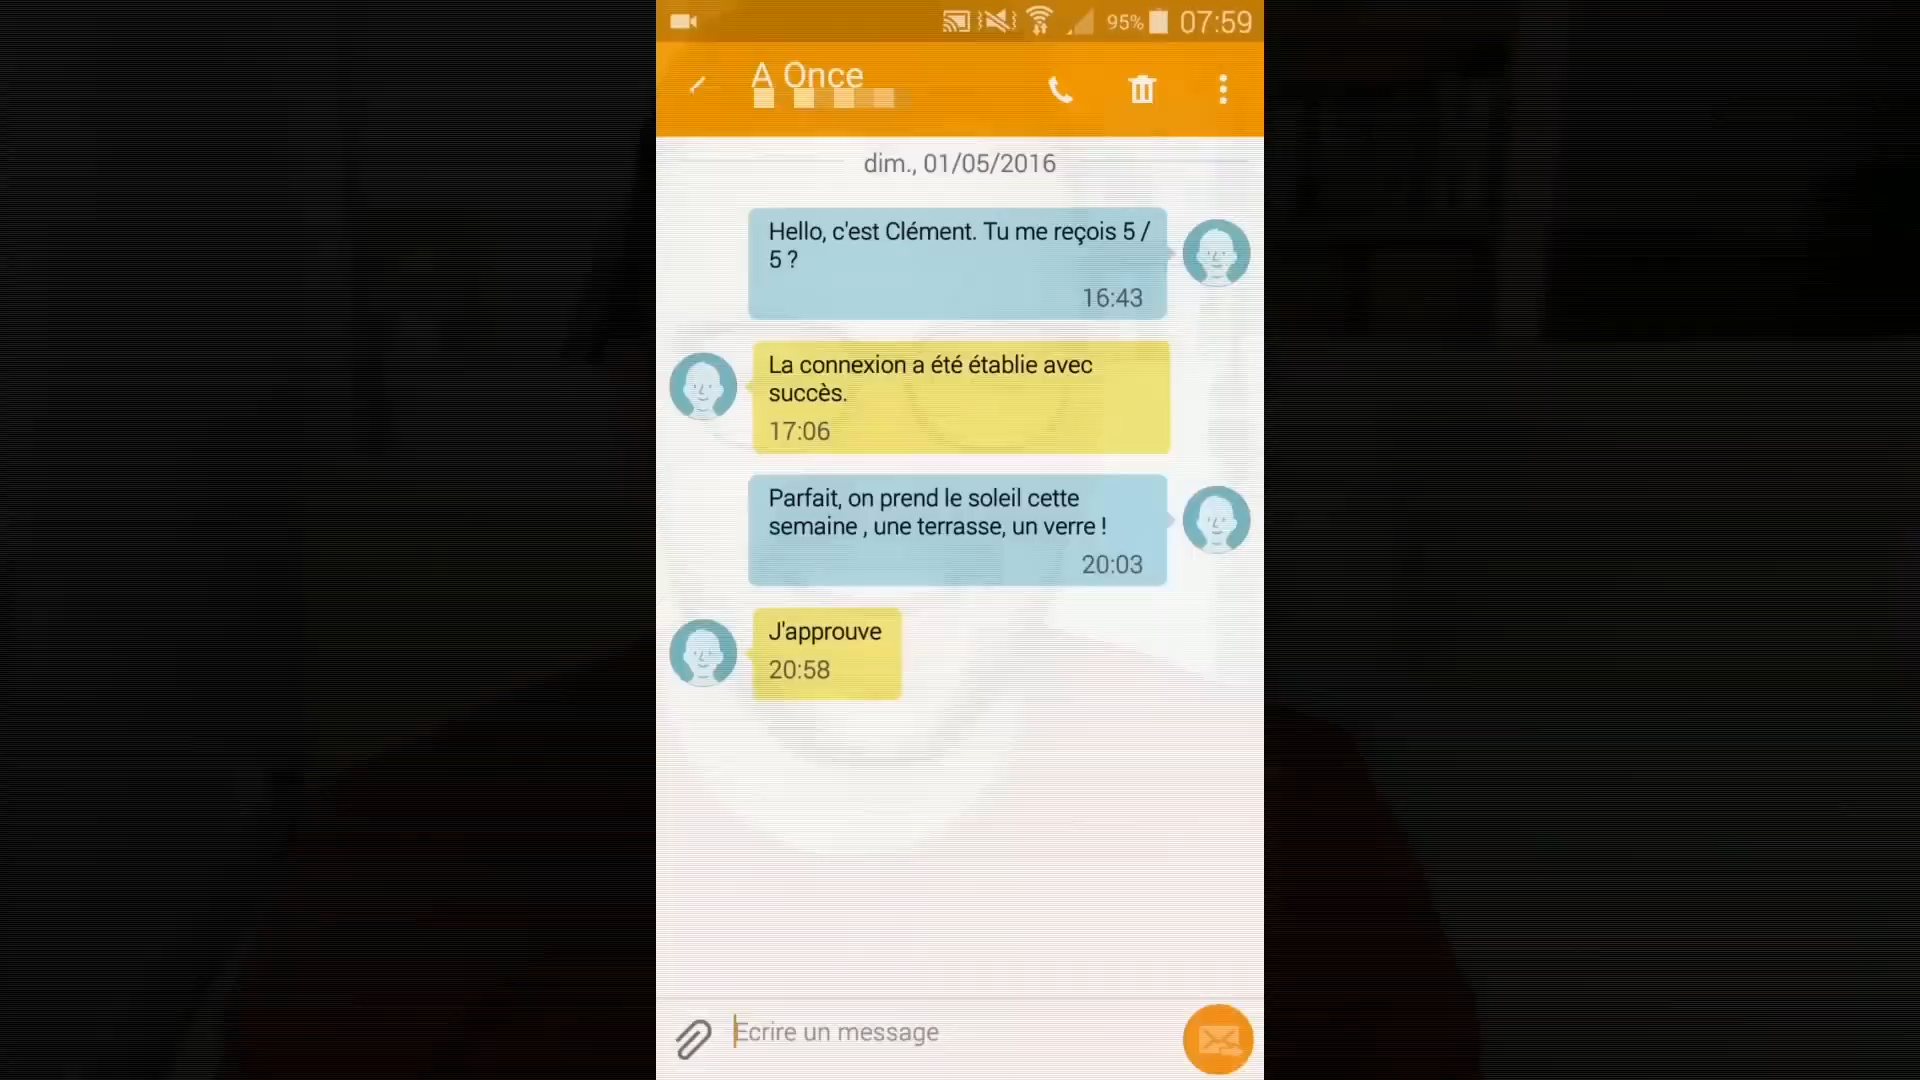 95% 07:59
A Once
dim., 01/05/2016
Hello, c'est Clément. Tu me reçois 5 /
5 ?
16:43
La connexion a été établie avec
succès.
17:06
Parfait, on prend le soleil cette
semaine , une terrasse, un verre !
20:03
J'approuve
20:58
Ecrire un message